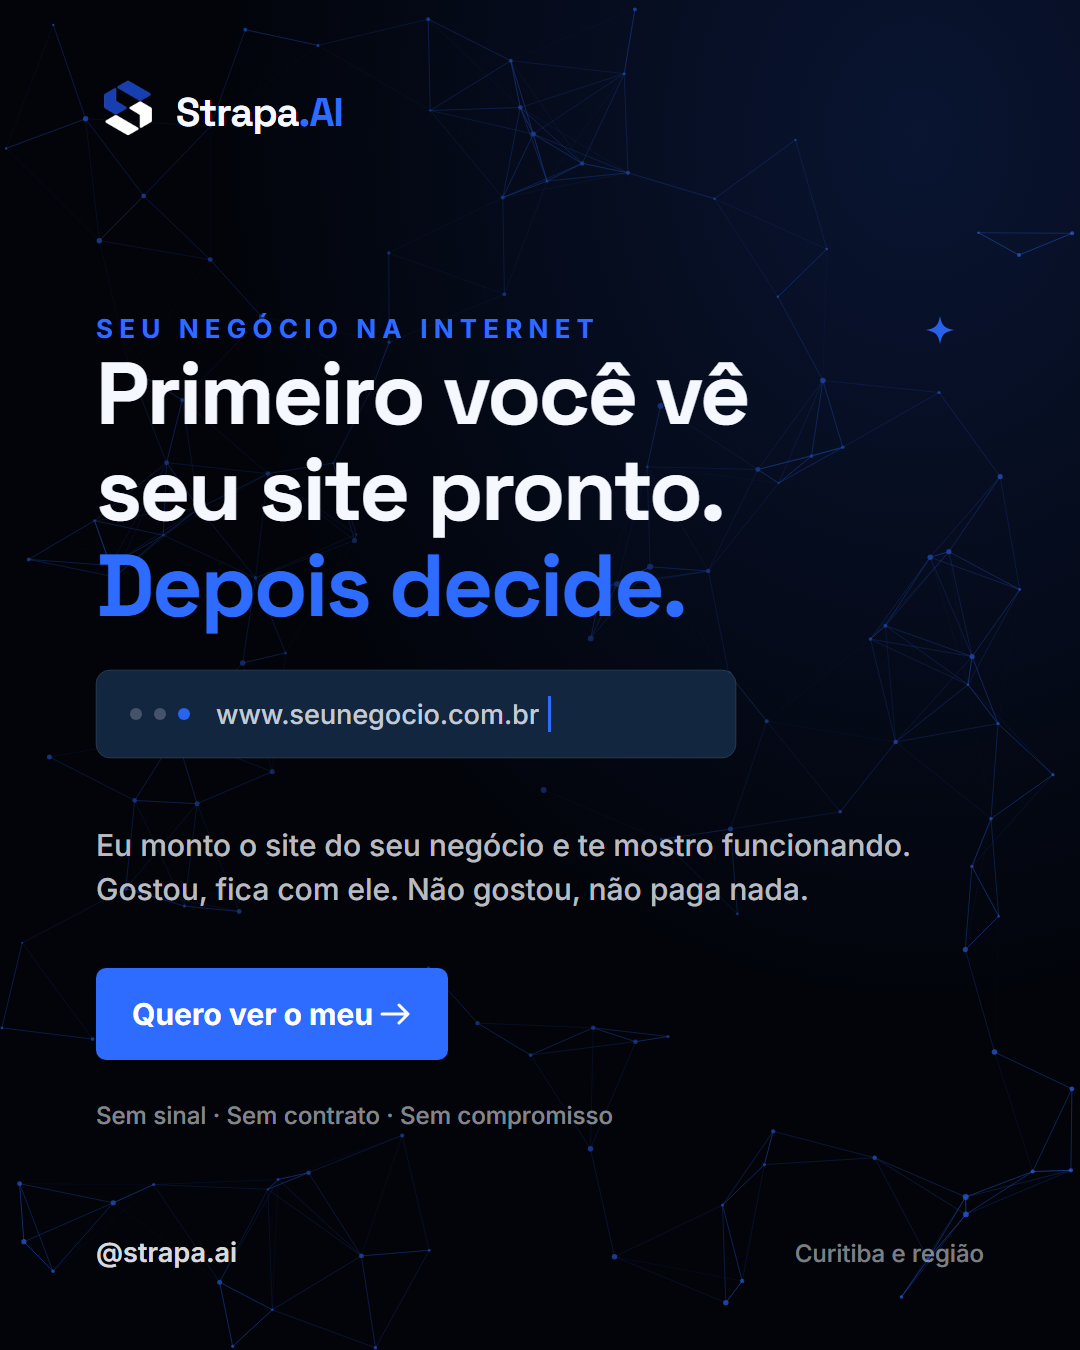 Strapa.AI
SEU NEGÓCIO NA INTERNET
Primeiro você vê
seu site pronto.
Depois decide.
www.seunegocio.com.br
Eu monto o site do seu negócio e te mostro funcionando.
Gostou, fica com ele. Não gostou, não paga nada.
Quero ver o meu →
Sem sinal · Sem contrato · Sem compromisso
@strapa.ai
Curitiba e região